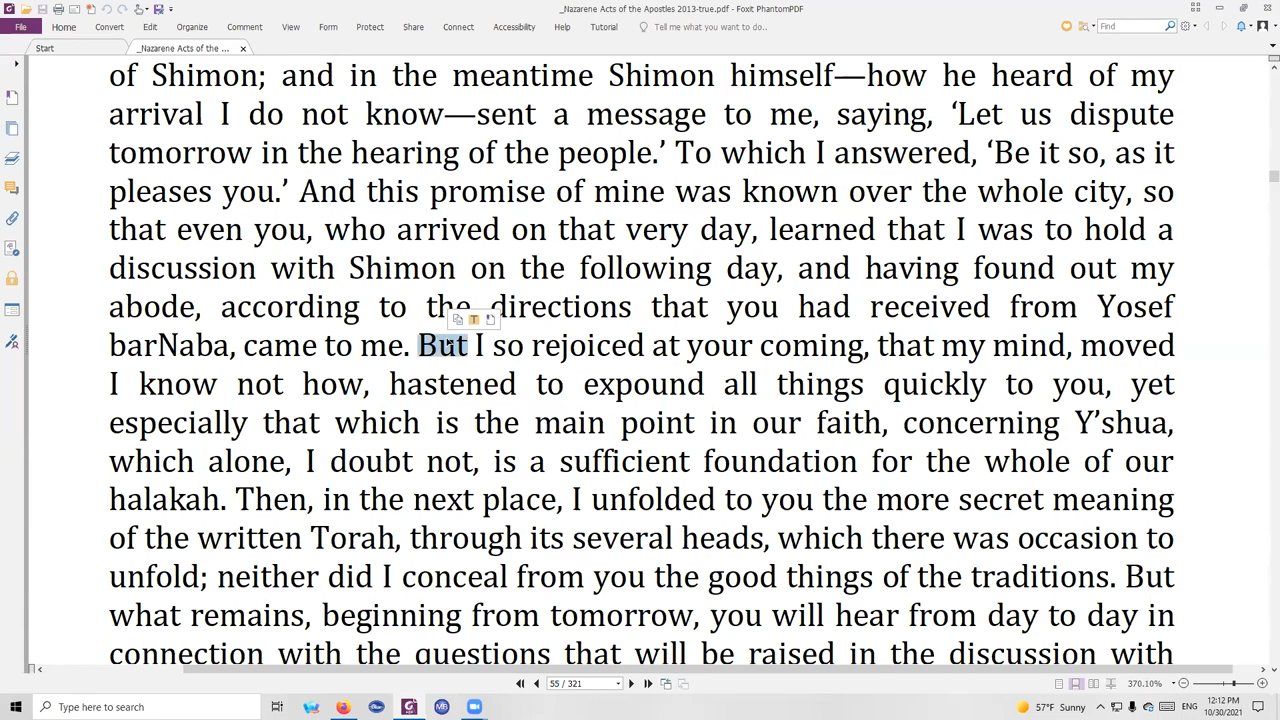 _Nazarene Acts of the Apostles 2013-true.pdf - Foxit PhantomPDF
File Home Convert Edit Organize Comment View Form Protect Share Connect Accessibility Help Tutorial Tell me what you want to do.. Find
Start _Nazarene Acts of the ...
of Shimon; and in the meantime Shimon himself—how he heard of my
arrival I do not know—sent a message to me, saying, ‘Let us dispute
tomorrow in the hearing of the people.’ To which I answered, ‘Be it so, as it
pleases you.’ And this promise of mine was known over the whole city, so
that even you, who arrived on that very day, learned that I was to hold a
discussion with Shimon on the following day, and having found out my
abode, according to the directions that you had received from Yosef
barNaba, came to me. But I so rejoiced at your coming, that my mind, moved
I know not how, hastened to expound all things quickly to you, yet
especially that which is the main point in our faith, concerning Y’shua,
which alone, I doubt not, is a sufficient foundation for the whole of our
halakah. Then, in the next place, I unfolded to you the more secret meaning
of the written Torah, through its several heads, which there was occasion to
unfold; neither did I conceal from you the good things of the traditions. But
what remains, beginning from tomorrow, you will hear from day to day in
connection with the questions that will be raised in the discussion with
55 / 321 370.10%
Type here to search MB 57°F Sunny 12:12 PM
10/30/2021